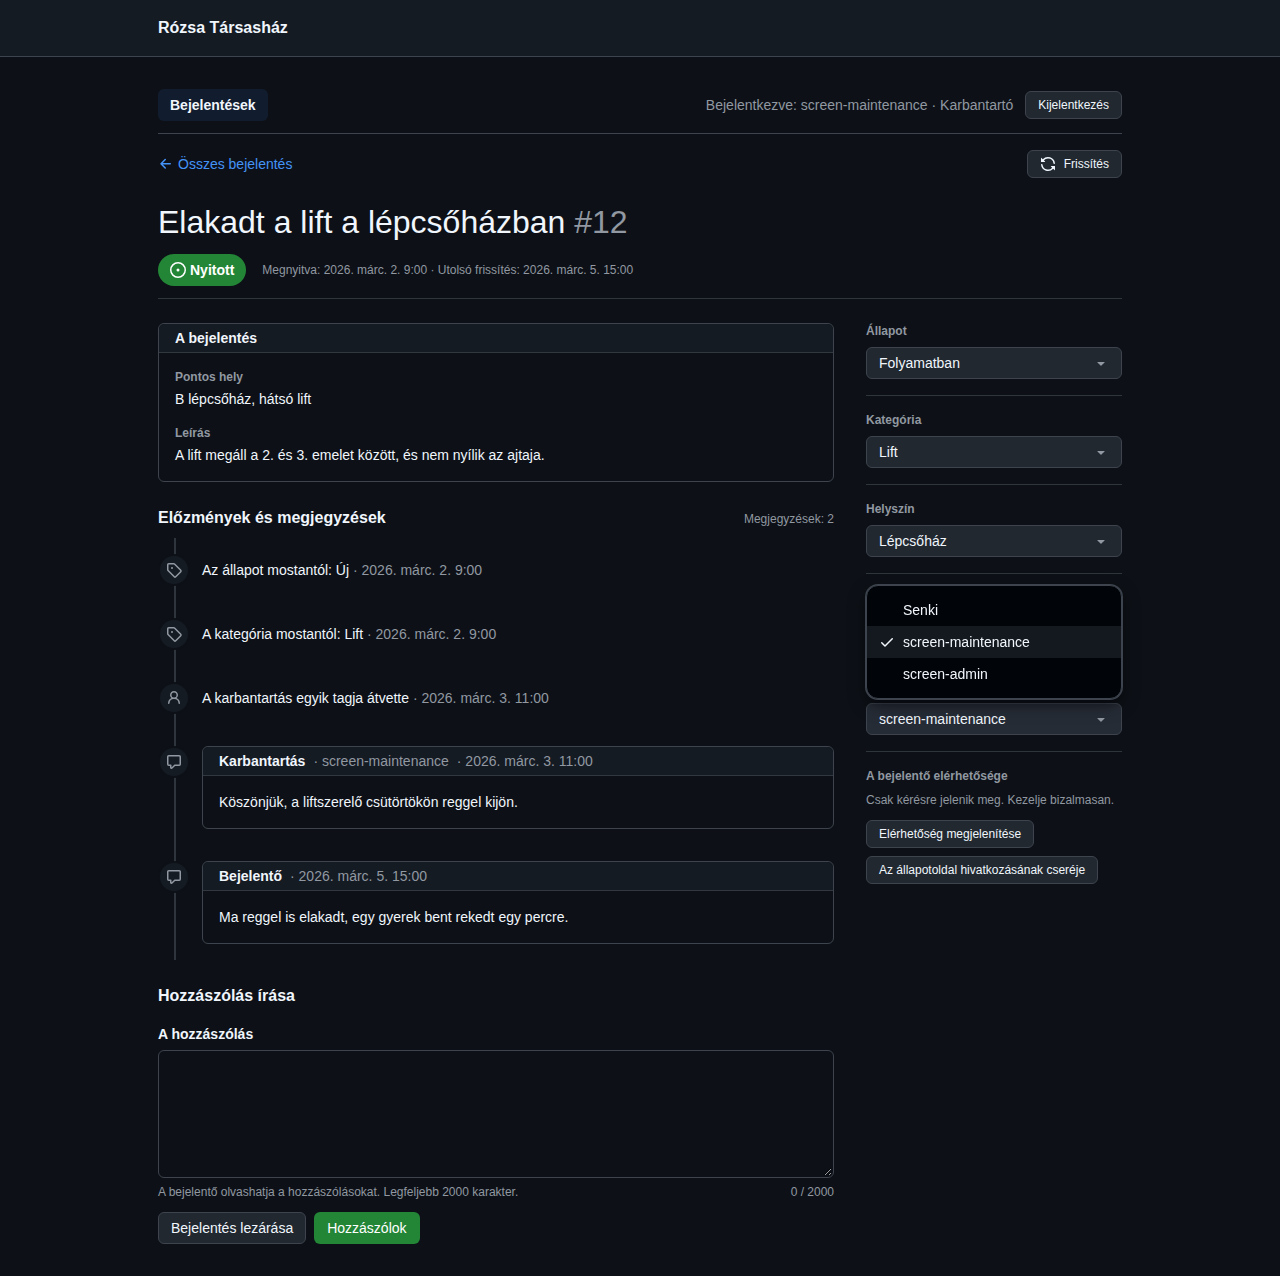 Rózsa Társasház
Bejelentések
Bejelentkezve: screen-maintenance · Karbantartó
Kijelentkezés
Összes bejelentés
Frissítés
Elakadt a lift a lépcsőházban #12
Nyitott
Megnyitva: 2026. márc. 2. 9:00 · Utolsó frissítés: 2026. márc. 5. 15:00
A bejelentés
Pontos hely
B lépcsőház, hátsó lift
Leírás
A lift megáll a 2. és 3. emelet között, és nem nyílik az ajtaja.
Előzmények és megjegyzések
Megjegyzések: 2
Az állapot mostantól: Új · 2026. márc. 2. 9:00
A kategória mostantól: Lift · 2026. márc. 2. 9:00
A karbantartás egyik tagja átvette · 2026. márc. 3. 11:00
Karbantartás · screen-maintenance · 2026. márc. 3. 11:00
Köszönjük, a liftszerelő csütörtökön reggel kijön.
Bejelentő · 2026. márc. 5. 15:00
Ma reggel is elakadt, egy gyerek bent rekedt egy percre.
Hozzászólás írása
A hozzászólás
A bejelentő olvashatja a hozzászólásokat. Legfeljebb 2000 karakter.
0 / 2000
Bejelentés lezárása
Hozzászólok
Állapot
Folyamatban
Kategória
Lift
Helyszín
Lépcsőház
Senki
screen-maintenance
screen-admin
screen-maintenance
A bejelentő elérhetősége
Csak kérésre jelenik meg. Kezelje bizalmasan.
Elérhetőség megjelenítése
Az állapotoldal hivatkozásának cseréje